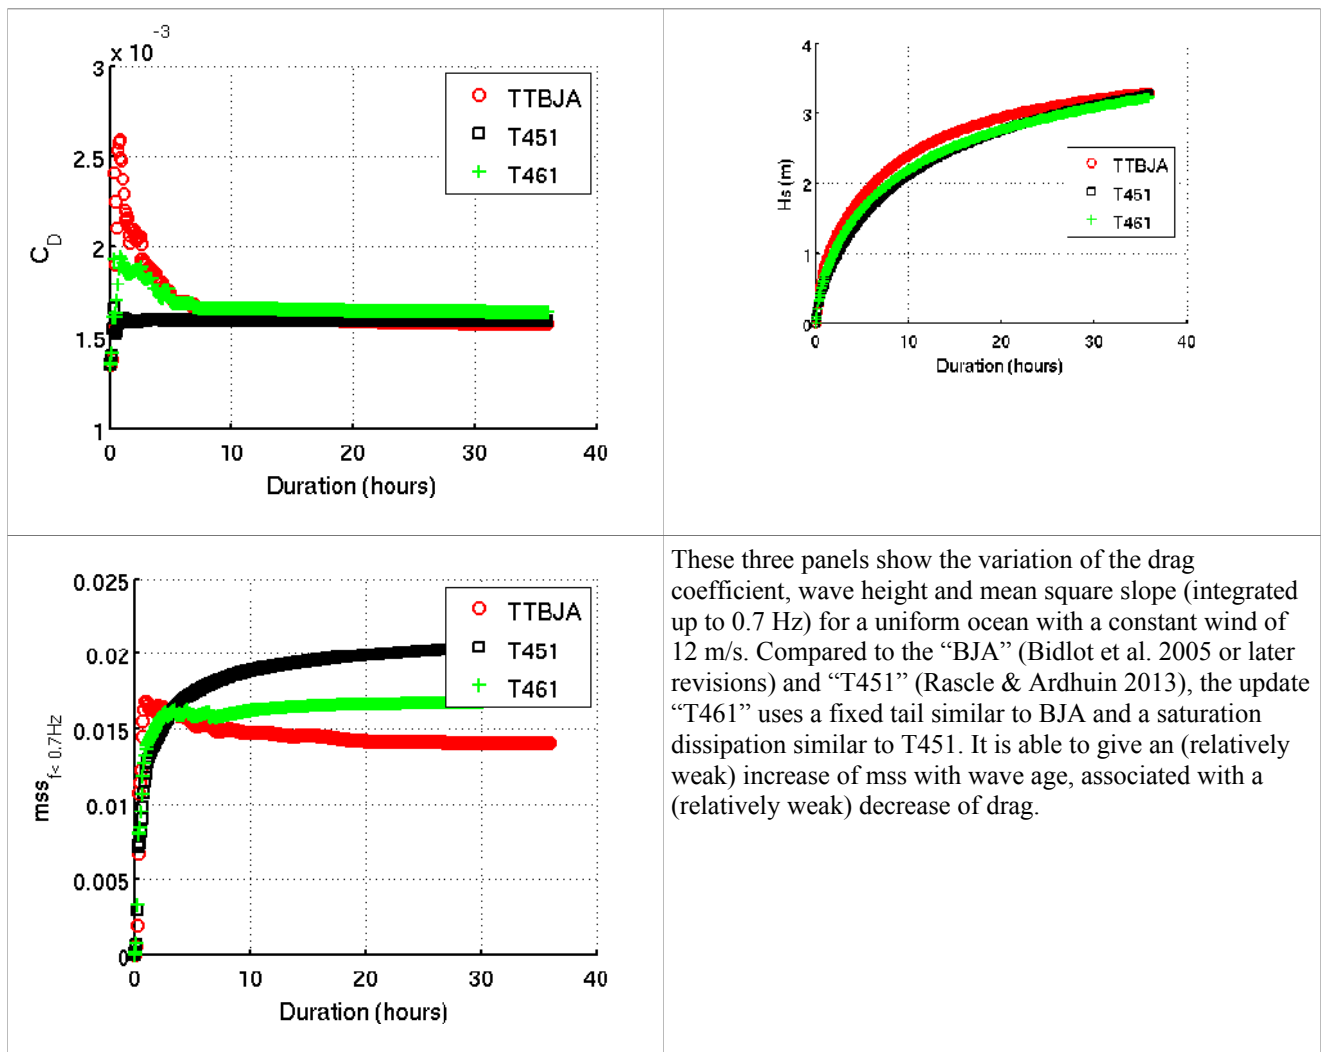 x 10
-3
3
2.5
2
1.5
1
C_D
0
10
20
30
40
Duration (hours)
TTBJA
T451
T461
4
3
2
1
0
Hs (m)
0
10
20
30
40
Duration (hours)
TTBJA
T451
T461
0.025
0.02
0.015
0.01
0.005
0
mss_f< 0.7Hz
0
10
20
30
40
Duration (hours)
TTBJA
T451
T461
These three panels show the variation of the drag
coefficient, wave height and mean square slope (integrated
up to 0.7 Hz) for a uniform ocean with a constant wind of
12 m/s. Compared to the “BJA” (Bidlot et al. 2005 or later
revisions) and “T451” (Rascle & Ardhuin 2013), the update
“T461” uses a fixed tail similar to BJA and a saturation
dissipation similar to T451. It is able to give an (relatively
weak) increase of mss with wave age, associated with a
(relatively weak) decrease of drag.